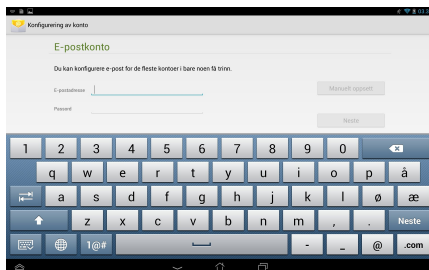 Konfigurering av konto
E-postkonto
Du kan konfigurere e-post for de fleste kontoer i bare noen få trinn.
E-postadresse
Manuelt oppsett
Passord
Neste
1 2 3 4 5 6 7 8 9 0
q w e r t y u i o p å
a s d f g h j k l ø æ
z x c v b n m , . Neste
1@# - _ @ .com